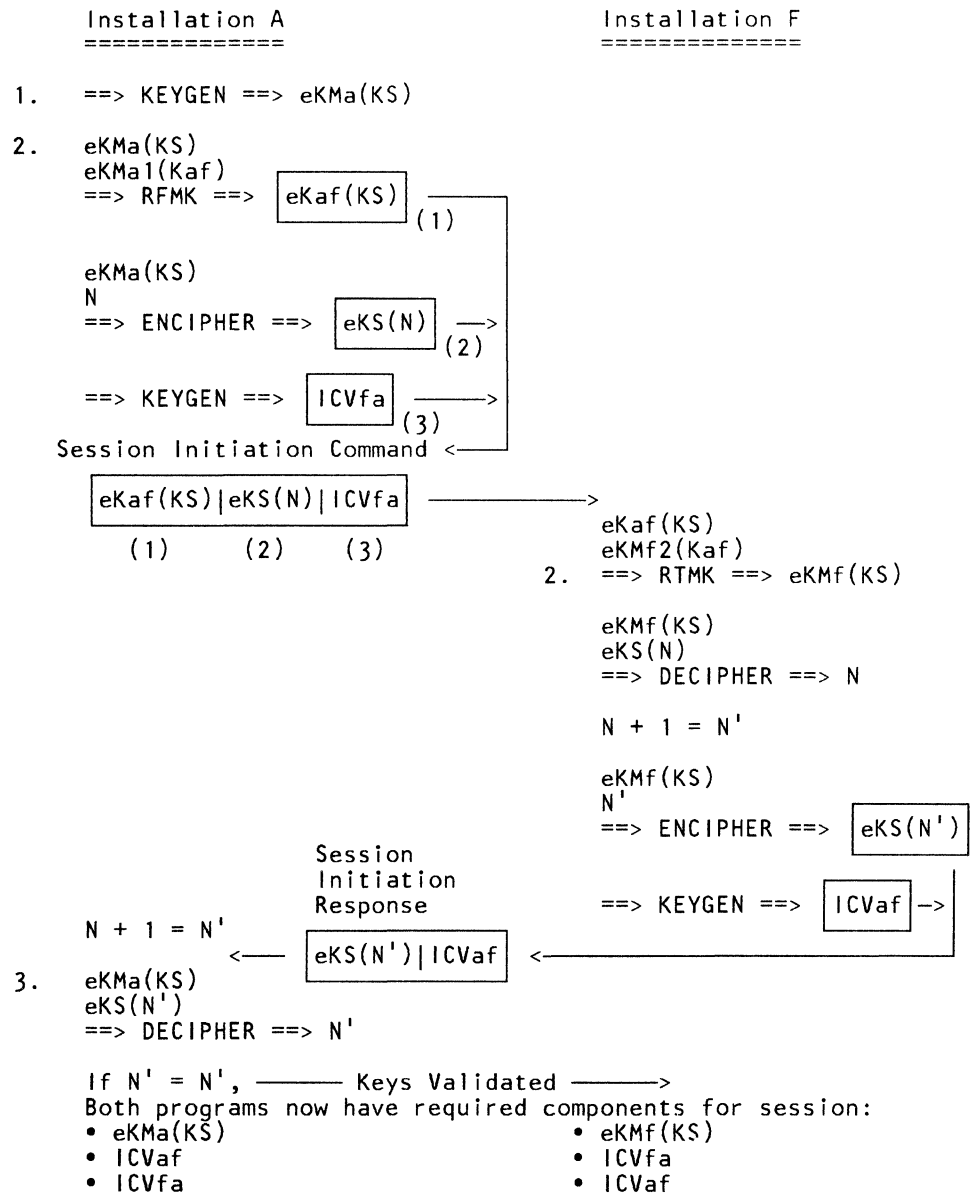 Installation A Installation F
============== ==============
1. ==> KEYGEN ==> eKMa(KS)
2. eKMa(KS)
eKMa1(Kaf)
==> RFMK ==> eKaf(KS)
(1)
eKMa(KS)
N
==> ENCIPHER ==> eKS(N) —>
(2)
==> KEYGEN ==> ICVfa ——>
(3)
Session Initiation Command <—
eKaf(KS)|eKS(N)|ICVfa ———>
(1) (2) (3)
eKaf(KS)
eKMf2(Kaf)
2. ==> RTMK ==> eKMf(KS)
eKMf(KS)
eKS(N)
==> DECIPHER ==> N
N + 1 = N'
eKMf(KS)
N'
==> ENCIPHER ==> eKS(N')
==> KEYGEN ==> ICVaf —>
Session
Initiation
Response
N + 1 = N'
<— eKS(N')|ICVaf <———
3. eKMa(KS)
eKS(N')
==> DECIPHER ==> N'
If N' = N', ——— Keys Validated ———>
Both programs now have required components for session:
• eKMa(KS) • eKMf(KS)
• ICVaf • ICVfa
• ICVfa • ICVaf